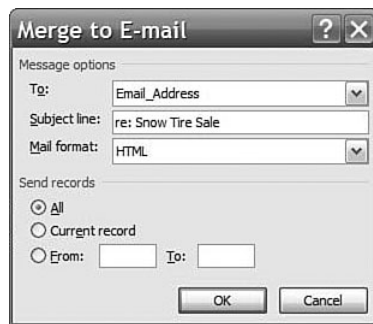 Merge to E-mail
Message options
To: Email_Address
Subject line: re: Snow Tire Sale
Mail format: HTML
Send records
All
Current record
From: To:
OK Cancel